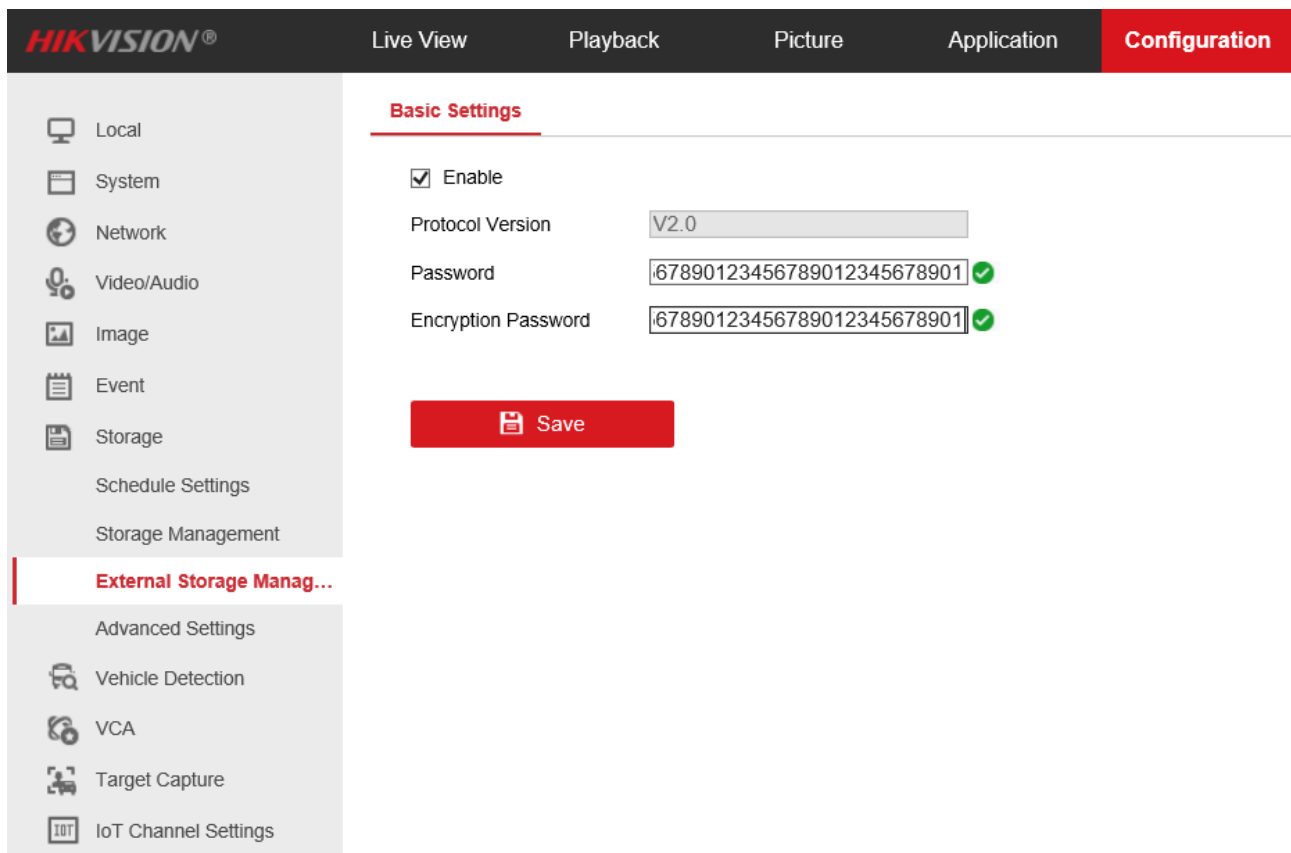 HIKVISION®
Live View Playback Picture Application Configuration
Local
System
Network
Video/Audio
Image
Event
Storage
Schedule Settings
Storage Management
External Storage Manag...
Advanced Settings
Vehicle Detection
VCA
Target Capture
IOT IoT Channel Settings
Basic Settings
Enable
Protocol Version V2.0
Password 67890123456789012345678901
Encryption Password 67890123456789012345678901
Save